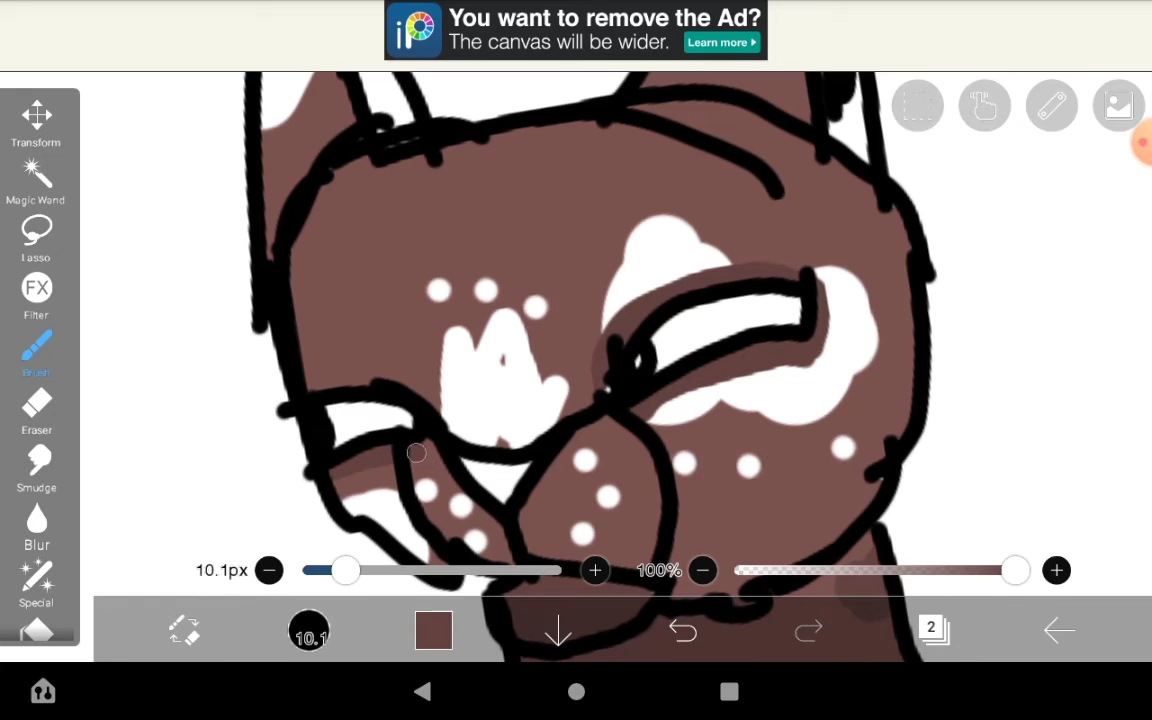 iP
You want to remove the Ad?
The canvas will be wider.
Learn more
Transform
Magic Wand
Lasso
FX
Filter
Brush
Eraser
Smudge
Blur
Special
10.1px
100%
10.1
2